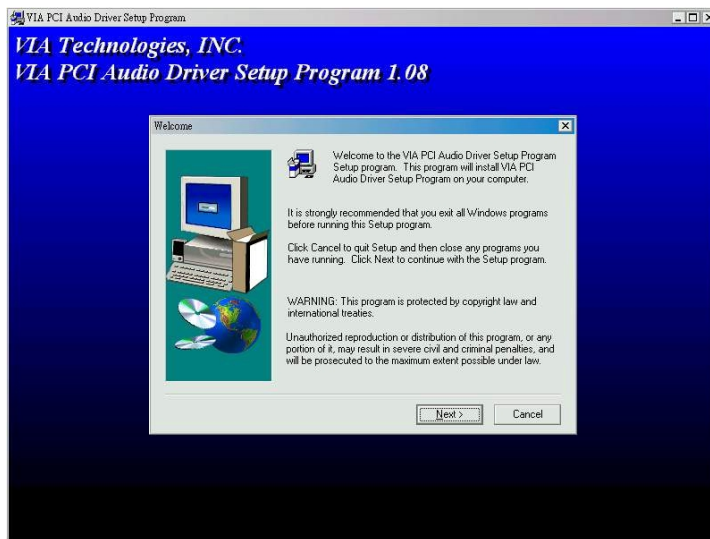 VIA PCI Audio Driver Setup Program
VIA Technologies, INC.
VIA PCI Audio Driver Setup Program 1.08
Welcome
Welcome to the VIA PCI Audio Driver Setup Program
Setup program. This program will install VIA PCI
Audio Driver Setup Program on your computer.
It is strongly recommended that you exit all Windows programs
before running this Setup program.
Click Cancel to quit Setup and then close any programs you
have running. Click Next to continue with the Setup program.
WARNING: This program is protected by copyright law and
international treaties.
Unauthorized reproduction or distribution of this program, or any
portion of it, may result in severe civil and criminal penalties, and
will be prosecuted to the maximum extent possible under law.
Next >
Cancel